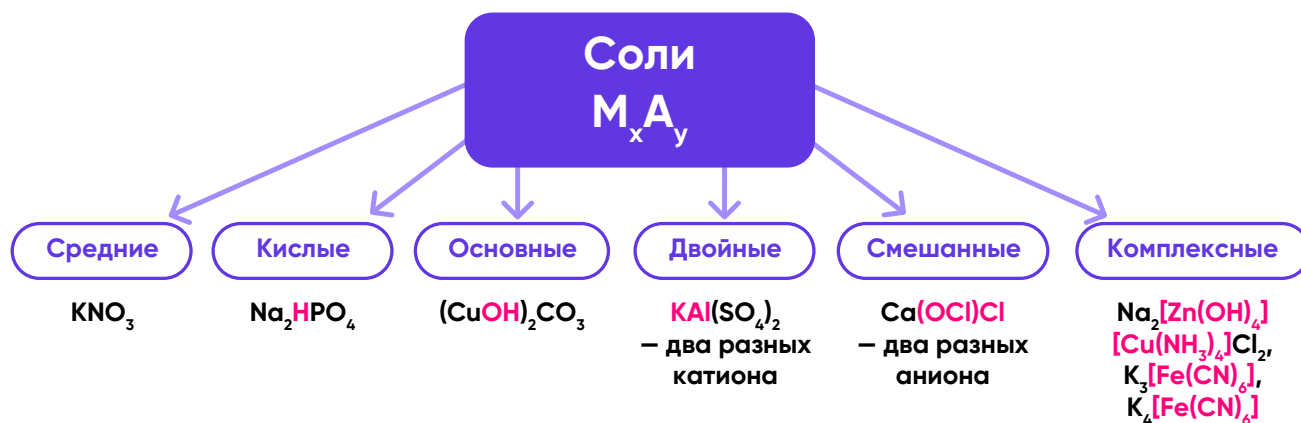 Соли
MₓAᵧ
Средние
Кислые
Основные
Двойные
Смешанные
Комплексные
KNO₃
Na₂HPO₄
(CuOH)₂CO₃
KAl(SO₄)₂
— два разных
катиона
Ca(OCl)Cl
— два разных
аниона
Na₂[Zn(OH)₄]
[Cu(NH₃)₄]Cl₂,
K₃[Fe(CN)₆],
K₄[Fe(CN)₆]